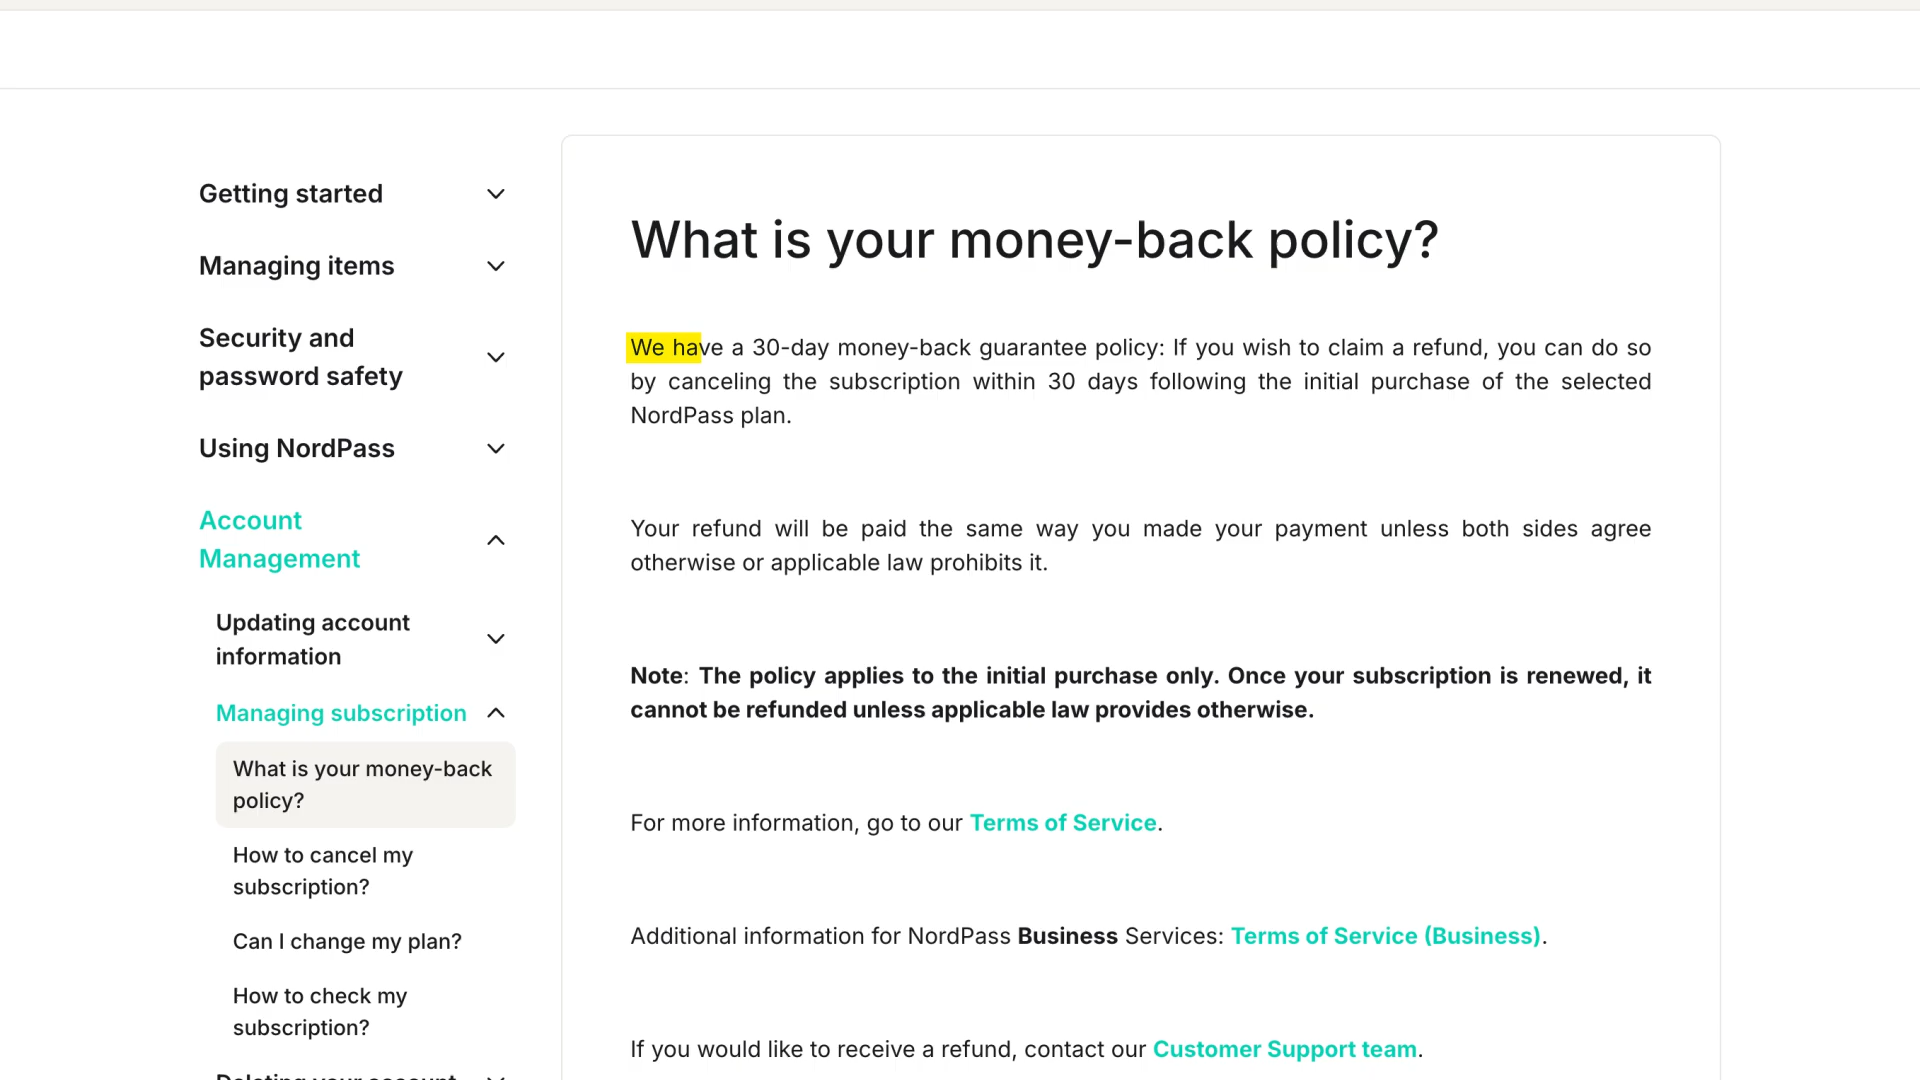 Getting started
Managing items
Security and
password safety
Using NordPass
Account
Management
Updating account
information
Managing subscription
What is your money-back
policy?
How to cancel my
subscription?
Can I change my plan?
How to check my
subscription?
Deleting your account
What is your money-back policy?
We have a 30-day money-back guarantee policy: If you wish to claim a refund, you can do so
by canceling the subscription within 30 days following the initial purchase of the selected
NordPass plan.
Your refund will be paid the same way you made your payment unless both sides agree
otherwise or applicable law prohibits it.
Note: The policy applies to the initial purchase only. Once your subscription is renewed, it
cannot be refunded unless applicable law provides otherwise.
For more information, go to our Terms of Service.
Additional information for NordPass Business Services: Terms of Service (Business).
If you would like to receive a refund, contact our Customer Support team.